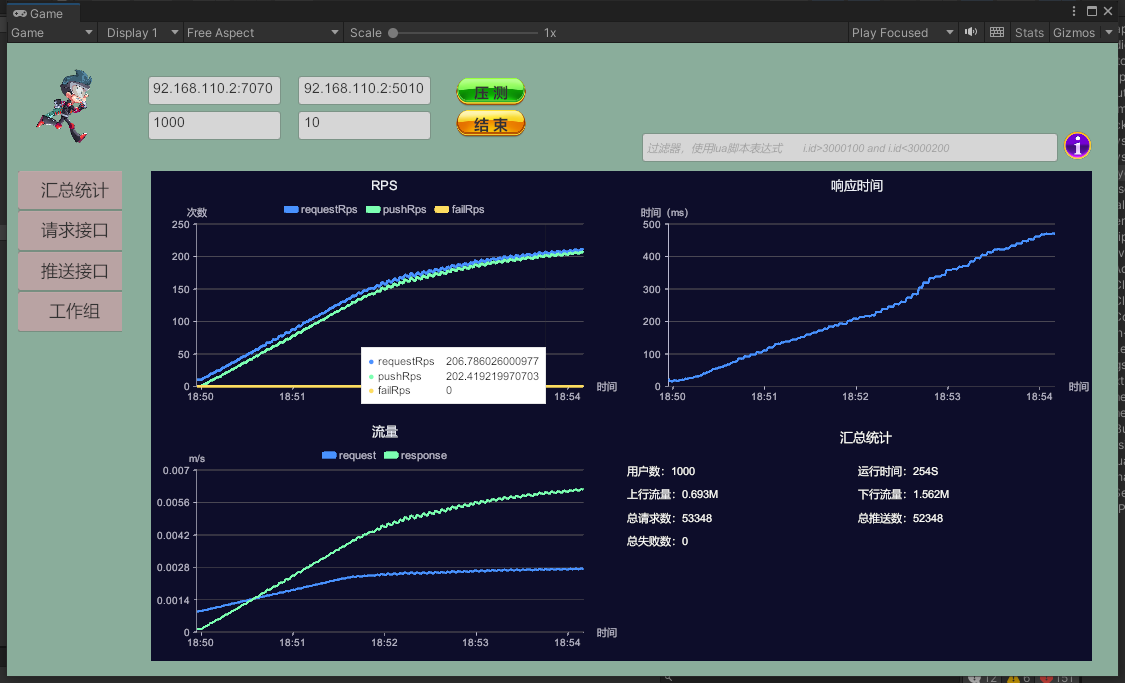 Game
Game Display 1 Free Aspect Scale 1x Play Focused Stats Gizmos
92.168.110.2:7070 92.168.110.2:5010 压 测
1000 10 结 束
过滤器，使用lua脚本表达式 i.id>3000100 and i.id<3000200
i
汇总统计
请求接口
推送接口
工作组
RPS
requestRps pushRps failRps
次数
250
200
150
100
50
0
18:50 18:51 18:54
时间
requestRps 206.786026000977
pushRps 202.419219970703
failRps 0
响应时间
时间（ms）
500
400
300
200
100
0
18:50 18:51 18:52 18:53 18:54
时间
流量
request response
m/s
0.007
0.0056
0.0042
0.0028
0.0014
0
18:50 18:51 18:52 18:53 18:54
时间
汇总统计
用户数：1000 运行时间：254S
上行流量：0.693M 下行流量：1.562M
总请求数：53348 总推送数：52348
总失败数：0
12 6 151